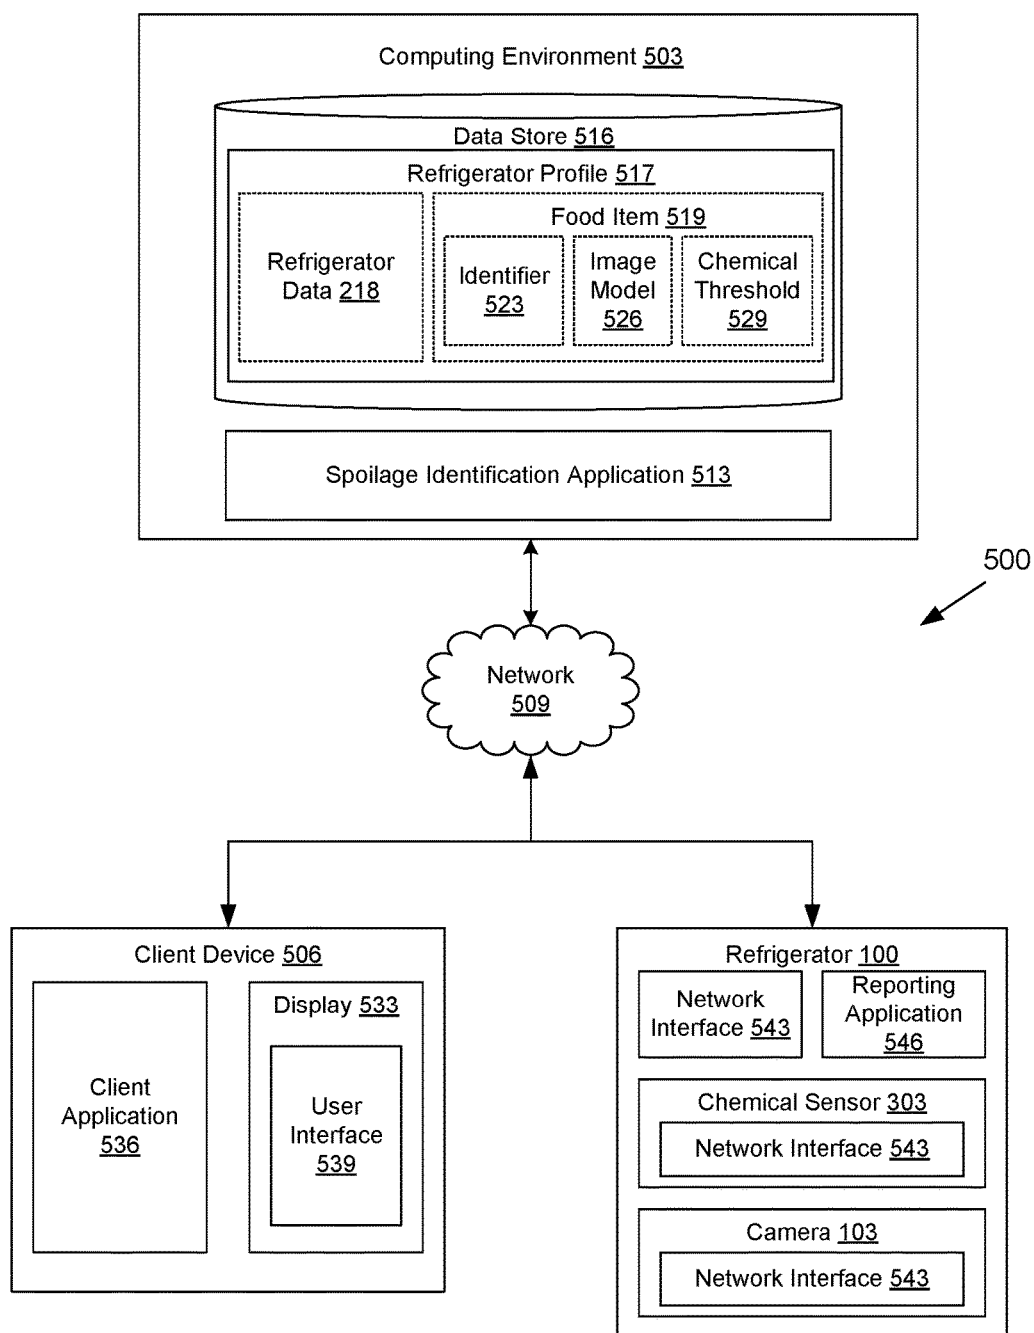 Computing Environment 503
Data Store 516
Refrigerator Profile 517
Refrigerator
Data 218
Food Item 519
Identifier
523
Image
Model
526
Chemical
Threshold
529
Spoilage Identification Application 513
500
Network
509
Client Device 506
Client
Application
536
Display 533
User
Interface
539
Refrigerator 100
Network
Interface 543
Reporting
Application
546
Chemical Sensor 303
Network Interface 543
Camera 103
Network Interface 543